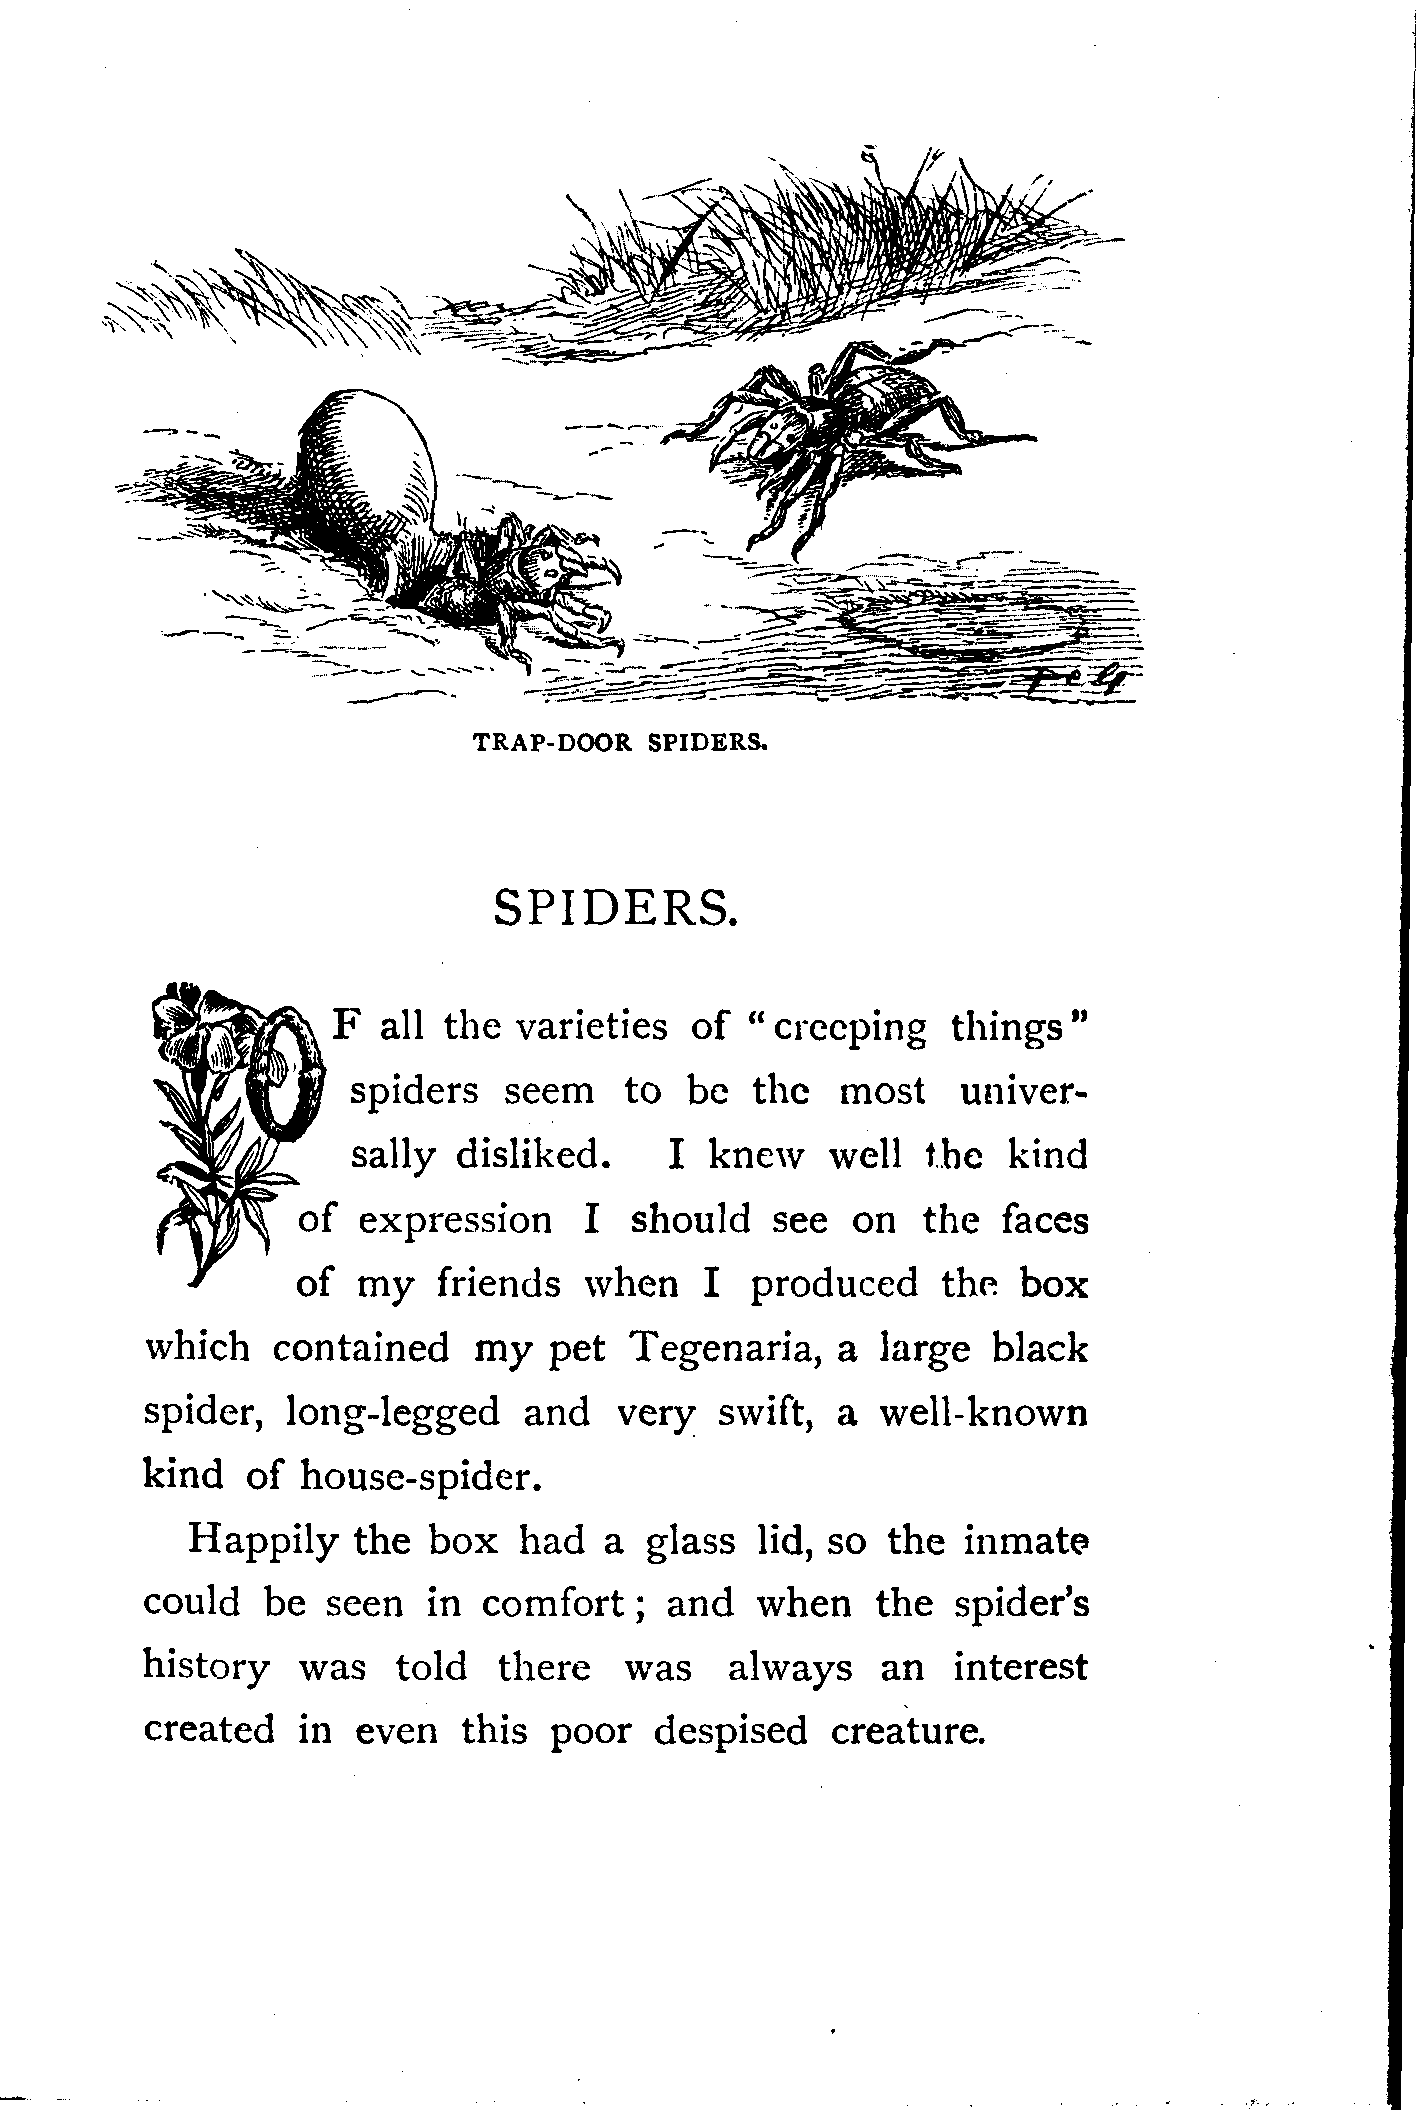 TRAP-DOOR SPIDERS.
SPIDERS.
OF all the varieties of “creeping things”
spiders seem to be the most univer-
sally disliked. I knew well the kind
of expression I should see on the faces
of my friends when I produced the box
which contained my pet Tegenaria, a large black
spider, long-legged and very swift, a well-known
kind of house-spider.
Happily the box had a glass lid, so the inmate
could be seen in comfort; and when the spider’s
history was told there was always an interest
created in even this poor despised creature.